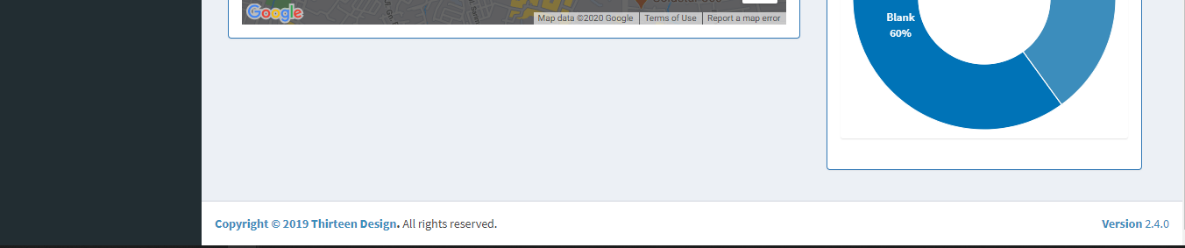 Google
Map data ©2020 Google
Terms of Use
Report a map error
Blank
60%
Copyright © 2019 Thirteen Design. All rights reserved.
Version 2.4.0